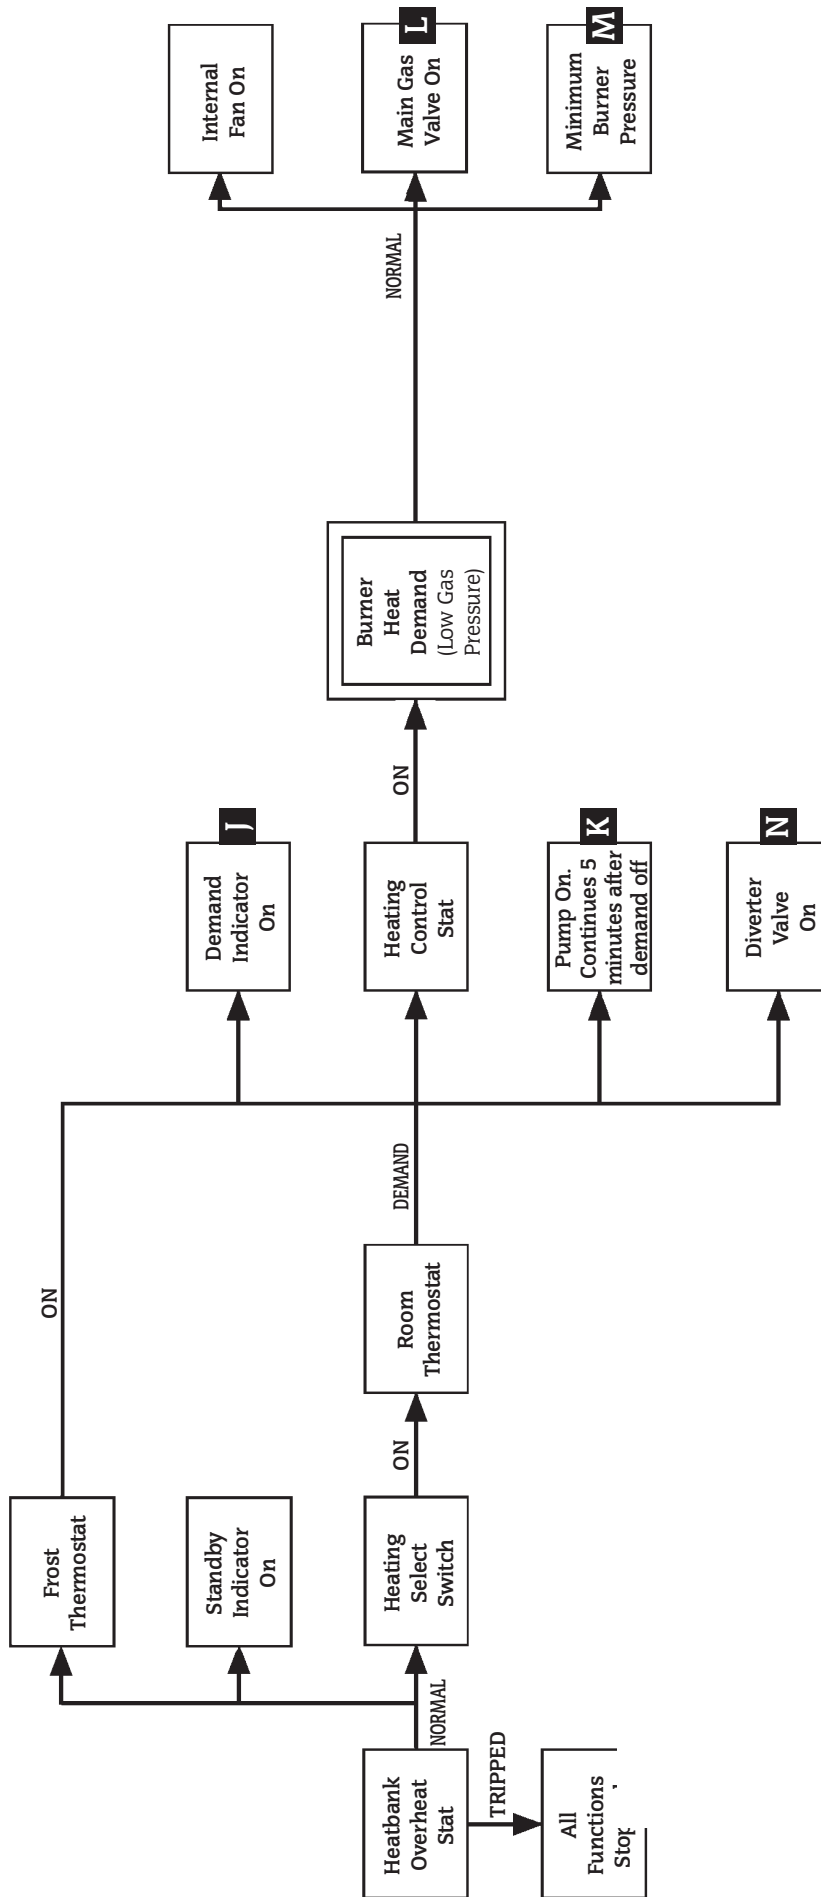 Heatbank
Overheat
Stat
TRIPPED
All
Functions
Stop
NORMAL
Frost
Thermostat
Standby
Indicator
On
Heating
Select
Switch
ON
ON
Room
Thermostat
DEMAND
Demand
Indicator
On
J
Heating
Control
Stat
Pump On.
Continues 5
minutes after
demand off
K
Diverter
Valve
On
N
ON
Burner
Heat
Demand
(Low Gas
Pressure)
NORMAL
Internal
Fan On
Main Gas
Valve On
L
Minimum
Burner
Pressure
M